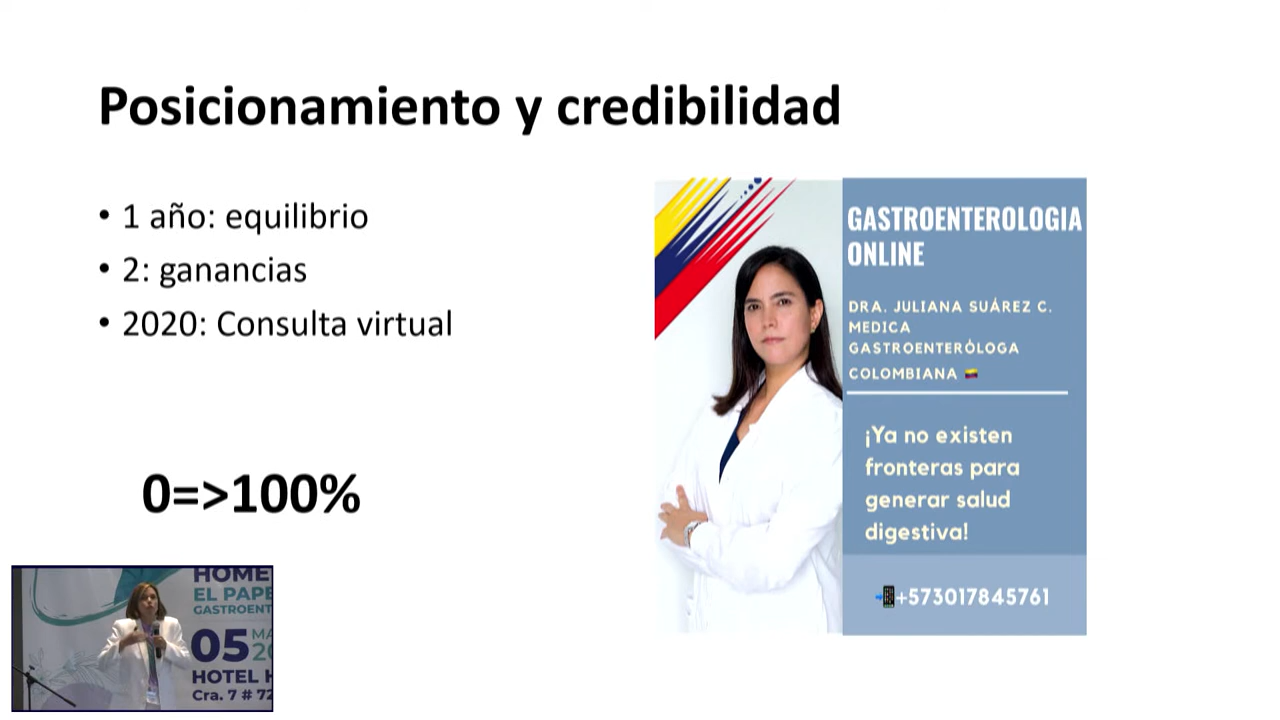 Posicionamiento y credibilidad
• 1 año: equilibrio
• 2: ganancias
• 2020: Consulta virtual
0=>100%
GASTROENTEROLOGIA
ONLINE
DRA. JULIANA SUÁREZ C.
MEDICA
GASTROENTERÓLOGA
COLOMBIANA 🇨🇴
¡Ya no existen
fronteras para
generar salud
digestiva!
📲+573017845761
HOME
EL PAPE
GASTROENT
05
MA
20
HOTEL H
Cra. 7 # 72